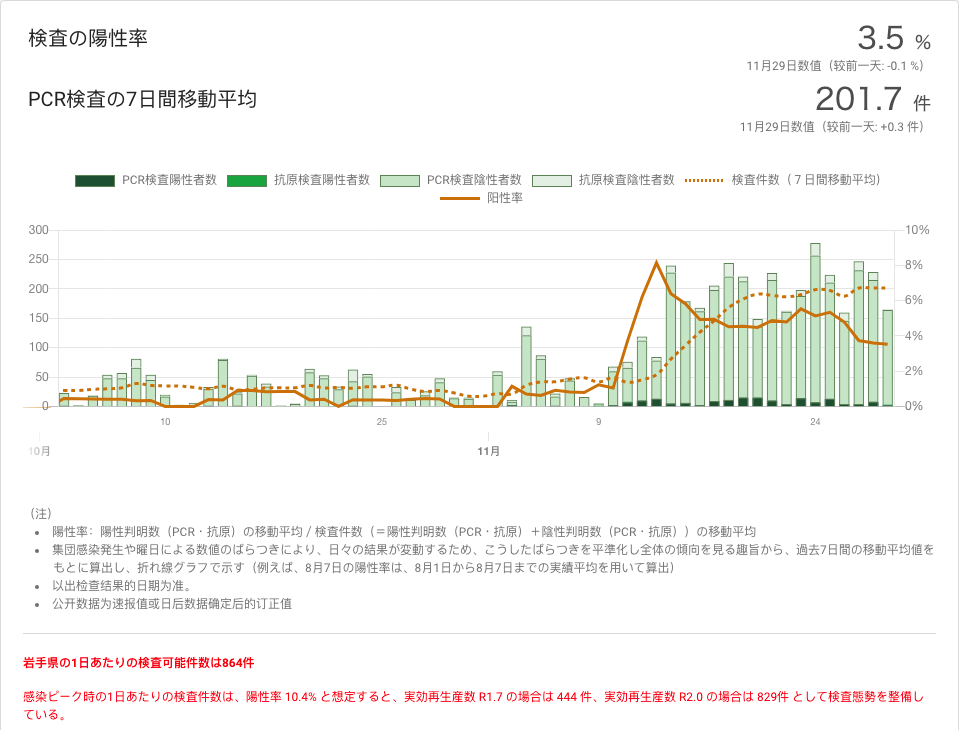 検査の陽性率
3.5 %
11月29日数值（较前一天: -0.1 %）
PCR検査の7日間移動平均
201.7 件
11月29日数值（较前一天: +0.3 件）
PCR検査陽性者数 抗原検査陽性者数 PCR検査陰性者数 抗原検査陰性者数 検査件数（７日間移動平均）
阳性率
300 10%
250 8%
200 6%
150 4%
100 2%
50 0%
0
10 25 9 24
10月 11月
（注）
陽性率：陽性判明数（PCR・抗原）の移動平均 / 検査件数（＝陽性判明数（PCR・抗原）＋陰性判明数（PCR・抗原））の移動平均
集団感染発生や曜日による数値のばらつきにより、日々の結果が変動するため、こうしたばらつきを平準化し全体の傾向を見る趣旨から、過去7日間の移動平均値を
もとに算出し、折れ線グラフで示す（例えば、8月7日の陽性率は、8月1日から8月7日までの実績平均を用いて算出）
以出检查结果的日期为准。
公开数据为速报值或日后数据确定后的订正值
岩手県の1日あたりの検査可能件数は864件
感染ピーク時の1日あたりの検査件数は、陽性率 10.4% と想定すると、実効再生産数 R1.7 の場合は 444 件、実効再生産数 R2.0 の場合は 829件 として検査態勢を整備し
ている。